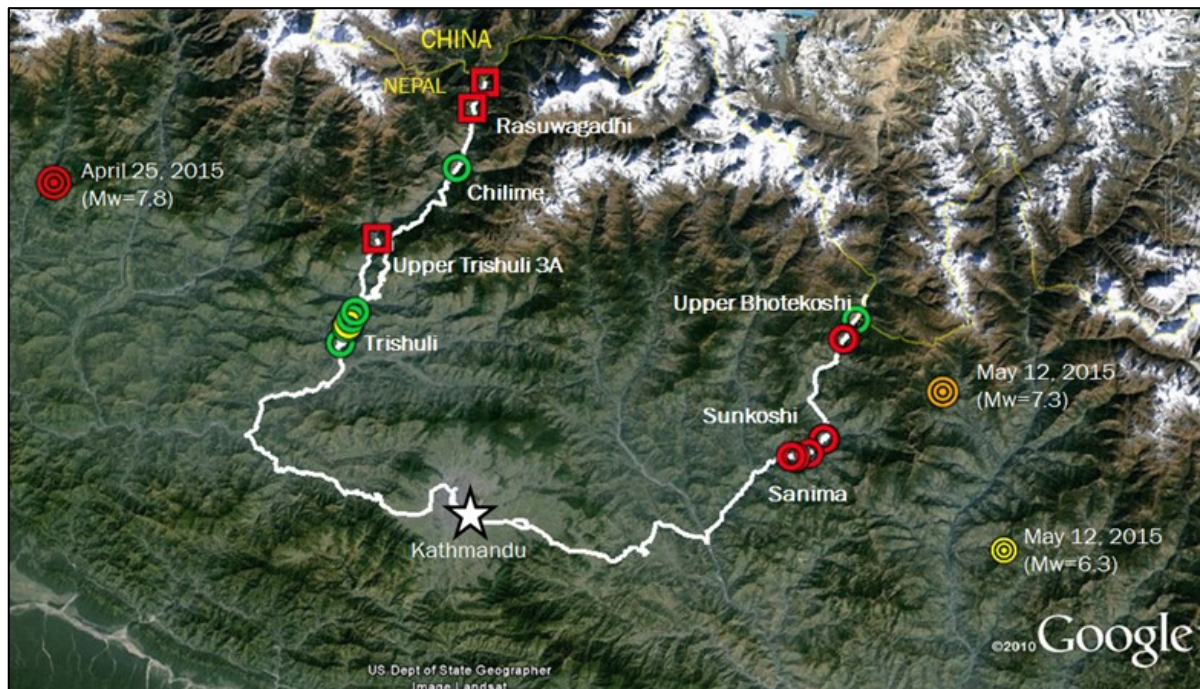 CHINA
NEPAL
Rasuwagadhi
April 25, 2015
(Mw=7.8)
Chilime
Upper Trishuli 3A
Upper Bhotekoshi
Trishuli
May 12, 2015
(Mw=7.3)
Sunkoshi
Sanima
Kathmandu
May 12, 2015
(Mw=6.3)
©2010 Google
US Dept of State Geographer
Image Landsat